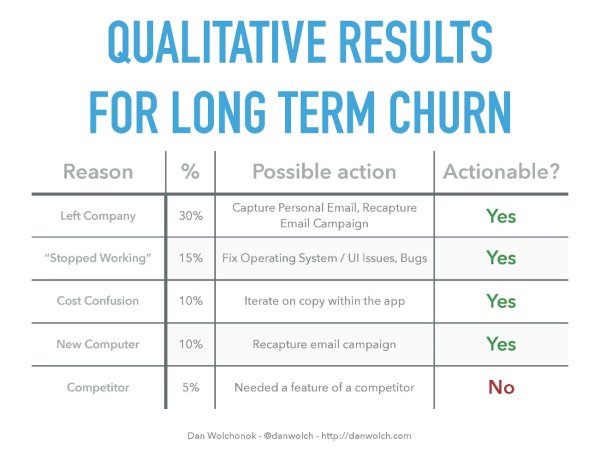 QUALITATIVE RESULTS
FOR LONG TERM CHURN
Reason % Possible action Actionable?
Left Company 30% Capture Personal Email, Recapture
Email Campaign Yes
"Stopped Working" 15% Fix Operating System / UI Issues, Bugs Yes
Cost Confusion 10% Iterate on copy within the app Yes
New Computer 10% Recapture email campaign Yes
Competitor 5% Needed a feature of a competitor No
Dan Wolchonok - @danwolch - http://danwolch.com